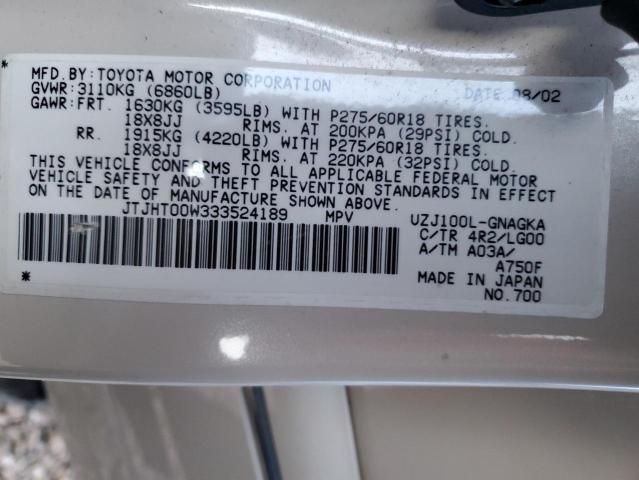 MFD.BY:TOYOTA MOTOR CORPORATION DATE 08/02
GVWR:3110KG (6860LB)
GAWR:FRT. 1630KG (3595LB) WITH P275/60R18 TIRES.
18X8JJ RIMS. AT 200KPA (29PSI) COLD.
RR. 1915KG (4220LB) WITH P275/60R18 TIRES.
18X8JJ RIMS. AT 220KPA (32PSI) COLD.
THIS VEHICLE CONFORMS TO ALL APPLICABLE FEDERAL MOTOR
VEHICLE SAFETY AND THEFT PREVENTION STANDARDS IN EFFECT
ON THE DATE OF MANUFACTURE SHOWN ABOVE.
JTJHT00W333524189 MPV UZJ100L-GNAGKA
C/TR 4R2/LG00
A/TM A03A/
A750F
MADE IN JAPAN
NO.700